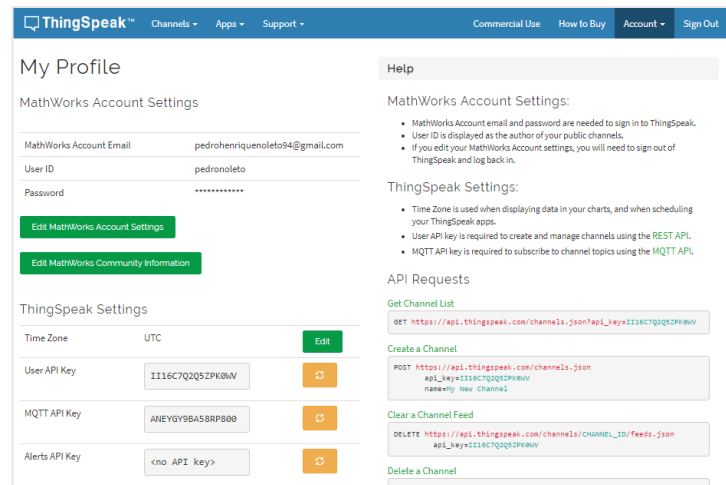 ThingSpeak™ Channels Apps Support Commercial Use How to Buy Account Sign Out
My Profile
MathWorks Account Settings
MathWorks Account Email pedrohenriquenoleto94@gmail.com
User ID pedronoleto
Password ************
Edit MathWorks Account Settings
Edit MathWorks Community Information
ThingSpeak Settings
Time Zone UTC Edit
User API Key II16C7Q2Q5ZPK0WV
MQTT API Key ANEYGY9BA58RP800
Alerts API Key <no API key>
Help
MathWorks Account Settings:
• MathWorks Account email and password are needed to sign in to ThingSpeak.
• User ID is displayed as the author of your public channels.
• If you edit your MathWorks Account settings, you will need to sign out of
ThingSpeak and log back in.
ThingSpeak Settings:
• Time Zone is used when displaying data in your charts, and when scheduling
your ThingSpeak apps.
• User API key is required to create and manage channels using the REST API.
• MQTT API key is required to subscribe to channel topics using the MQTT API.
API Requests
Get Channel List
GET https://api.thingspeak.com/channels.json?api_key=II16C7Q2Q5ZPK0WV
Create a Channel
POST https://api.thingspeak.com/channels.json
api_key=II16C7Q2Q5ZPK0WV
name=My New Channel
Clear a Channel Feed
DELETE https://api.thingspeak.com/channels/CHANNEL_ID/feeds.json
api_key=II16C7Q2Q5ZPK0WV
Delete a Channel